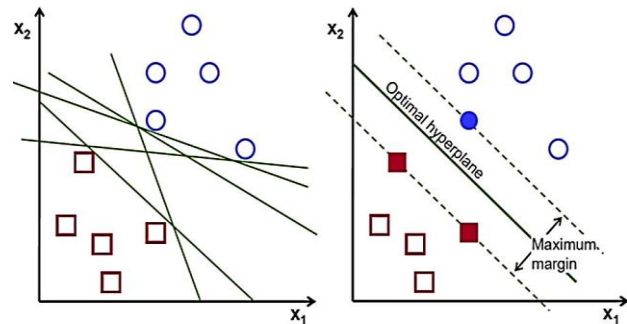 X₂
X₁
X₂
Optimal hyperplane
Maximum
margin
X₁